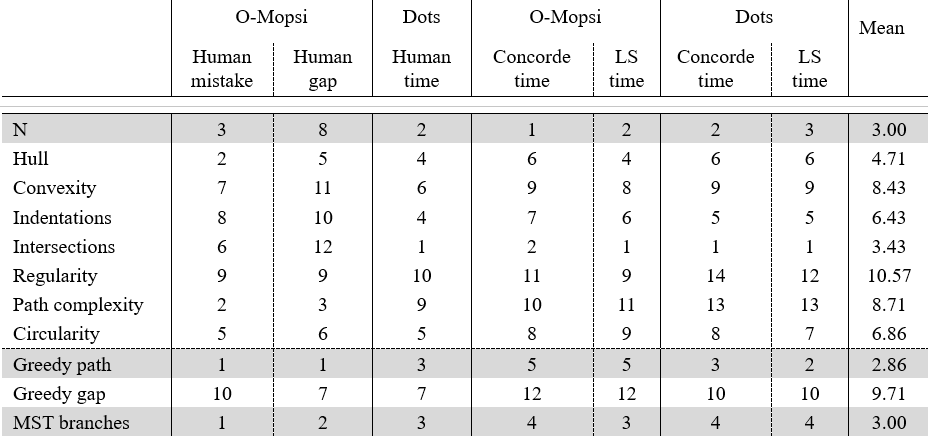 O-Mopsi Dots O-Mopsi Dots Mean
Human mistake Human gap Human time Concorde time LS time Concorde time LS time
N 3 8 2 1 2 2 3 3.00
Hull 2 5 4 6 4 6 6 4.71
Convexity 7 11 6 9 8 9 9 8.43
Indentations 8 10 4 7 6 5 5 6.43
Intersections 6 12 1 2 1 1 1 3.43
Regularity 9 9 10 11 9 14 12 10.57
Path complexity 2 3 9 10 11 13 13 8.71
Circularity 5 6 5 8 9 8 7 6.86
Greedy path 1 1 3 5 5 3 2 2.86
Greedy gap 10 7 7 12 12 10 10 9.71
MST branches 1 2 3 4 3 4 4 3.00